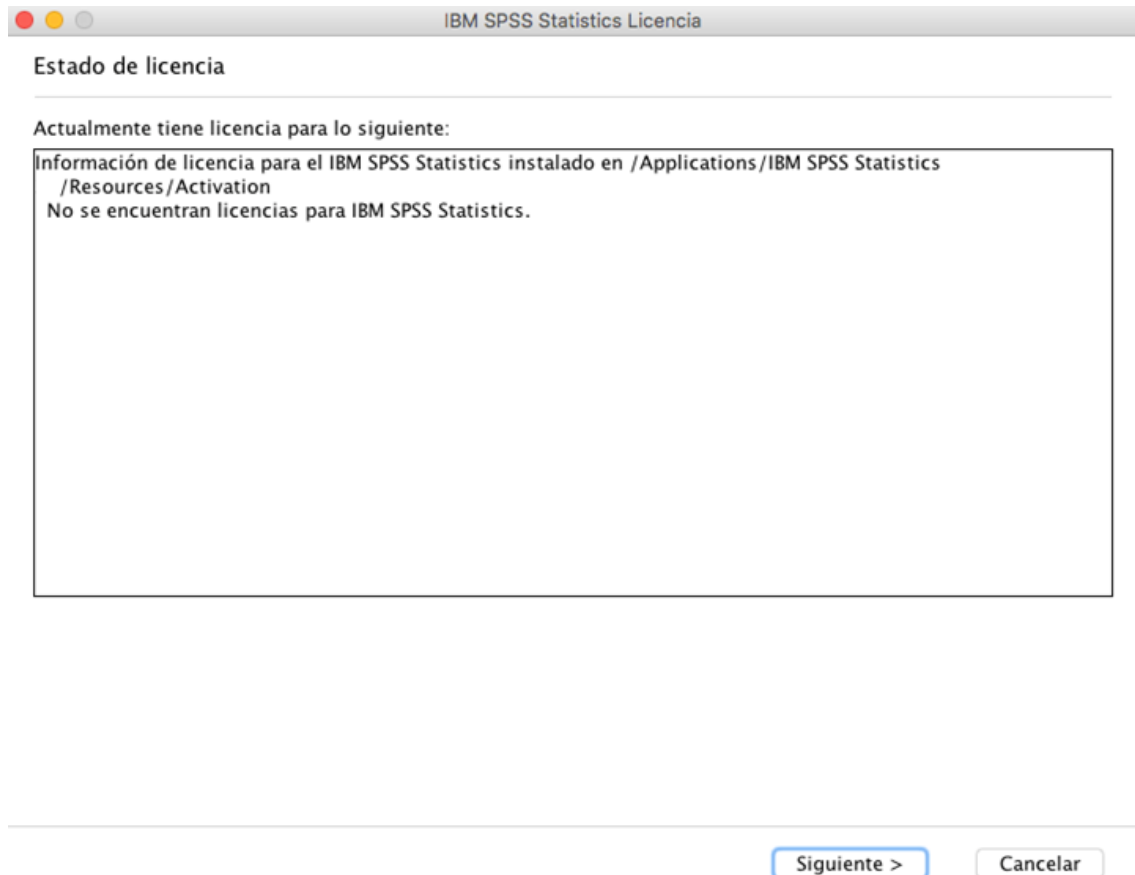 IBM SPSS Statistics Licencia
Estado de licencia
Actualmente tiene licencia para lo siguiente:
Información de licencia para el IBM SPSS Statistics instalado en /Applications/IBM SPSS Statistics
/Resources/Activation
No se encuentran licencias para IBM SPSS Statistics.
Siguiente >
Cancelar